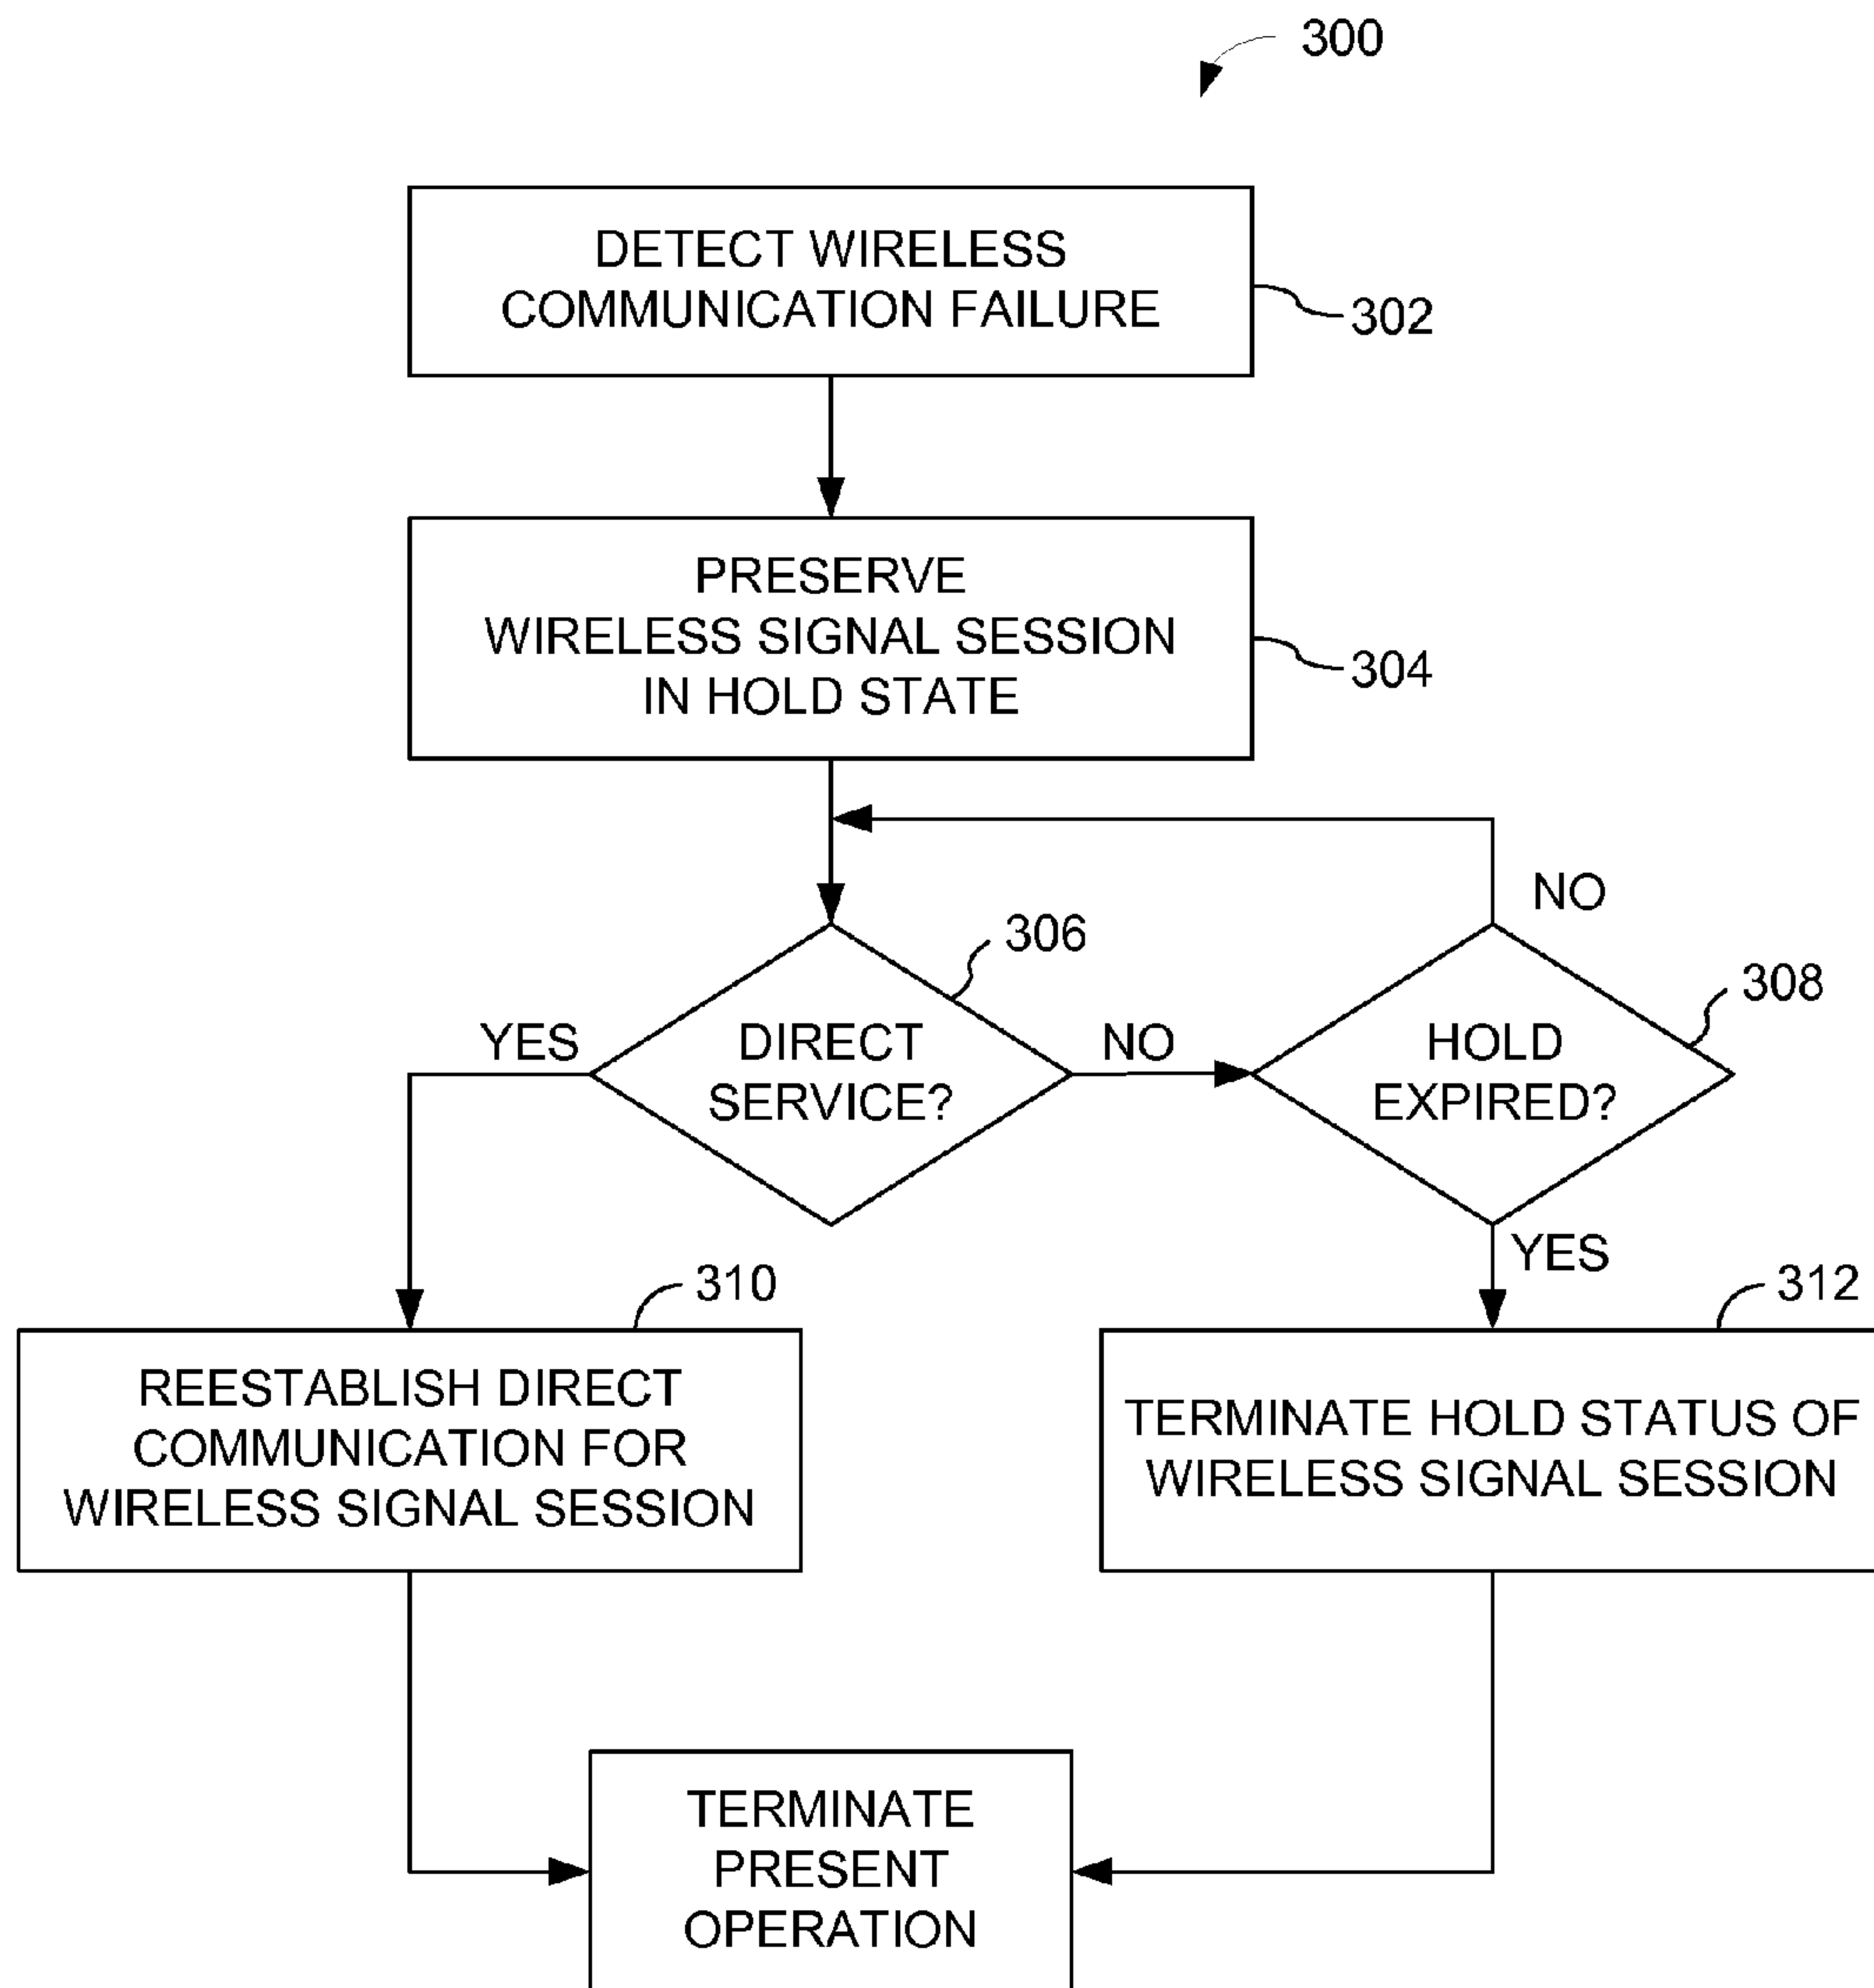 300
DETECT WIRELESS
COMMUNICATION FAILURE
302
PRESERVE
WIRELESS SIGNAL SESSION
IN HOLD STATE
304
NO
306
308
YES
DIRECT
SERVICE?
NO
HOLD
EXPIRED?
YES
310
312
REESTABLISH DIRECT
COMMUNICATION FOR
WIRELESS SIGNAL SESSION
TERMINATE HOLD STATUS OF
WIRELESS SIGNAL SESSION
TERMINATE
PRESENT
OPERATION